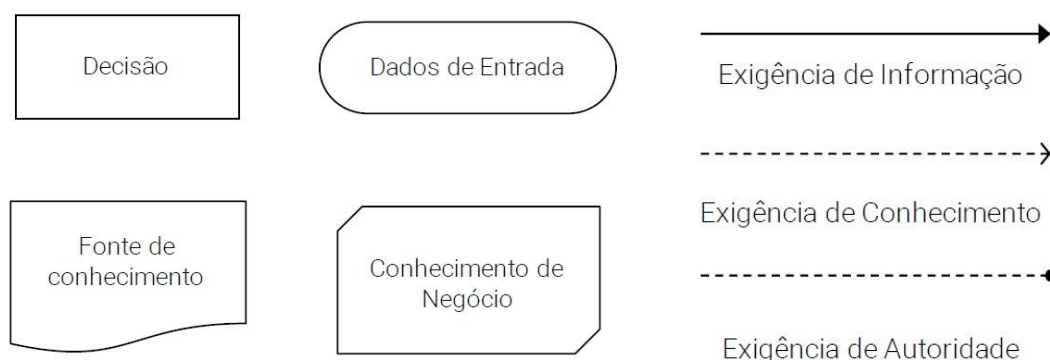 Decisão
Dados de Entrada
Exigência de Informação
Exigência de Conhecimento
Fonte de
conhecimento
Conhecimento de
Negócio
Exigência de Autoridade